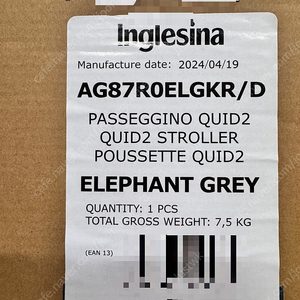 Inglesina
Manufacture date: 2024/04/19
AG87R0ELGKR/D
PASSEGGINO QUID2
QUID2 STROLLER
POUSSETTE QUID2
ELEPHANT GREY
QUANTITY: 1 PCS
TOTAL GROSS WEIGHT: 7,5 KG
(EAN 13)